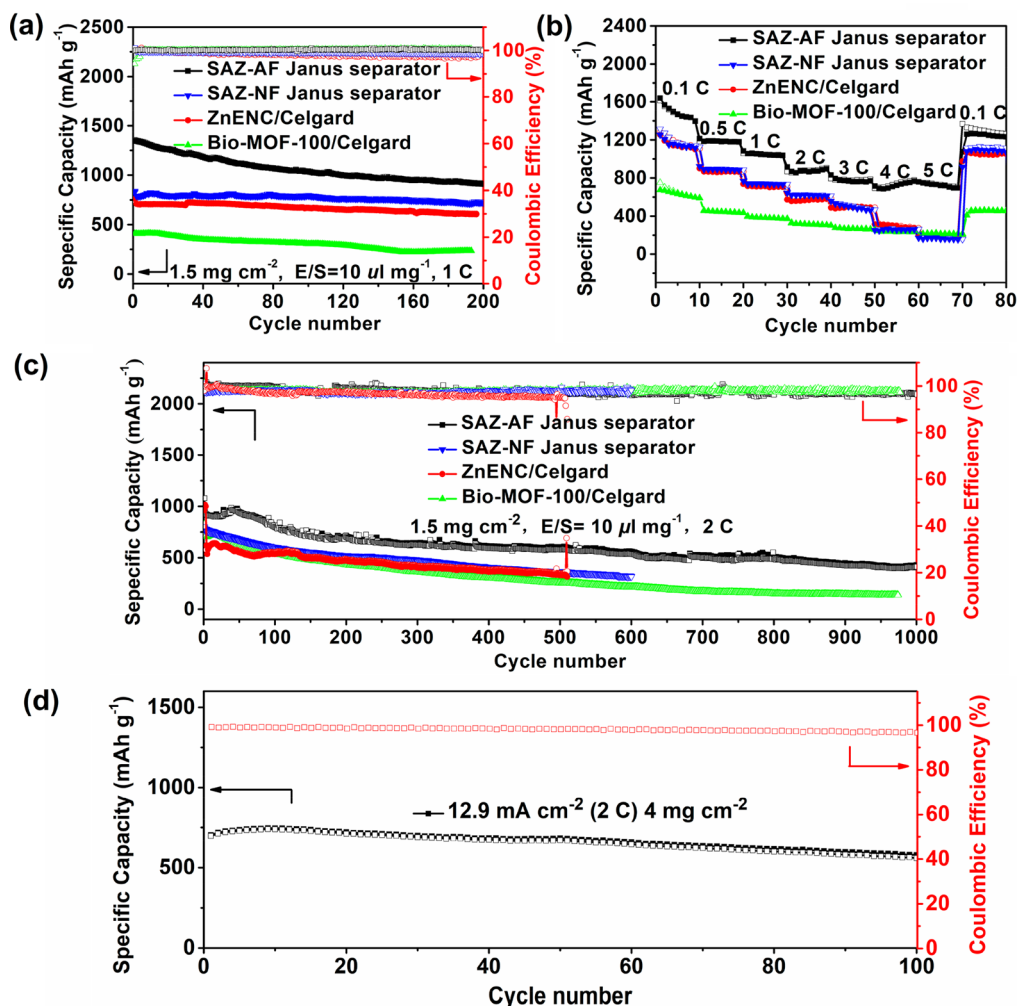 (a)
Sepecific Capacity (mAh g-1)
2250
2000
1750
1500
1250
1000
750
500
250
0
SAZ-AF Janus separator
SAZ-NF Janus separator
ZnENC/Celgard
Bio-MOF-100/Celgard
1.5 mg cm-2, E/S=10 ul mg-1, 1 C
0 40 80 120 160 200
Cycle number
100
80
60
40
20
0
Coulombic Efficiency (%)
(b)
Specific Capacity (mAh g-1)
2400
2000
1600
1200
800
400
0
SAZ-AF Janus separator
SAZ-NF Janus separator
ZnENC/Celgard
Bio-MOF-100/Celgard
0.1 C
0.5 C
1 C
2 C
3 C
4 C
5 C
0.1 C
0 10 20 30 40 50 60 70 80
Cycle number
(c)
Sepecific Capacity (mAh g-1)
2000
1500
1000
500
0
SAZ-AF Janus separator
SAZ-NF Janus separator
ZnENC/Celgard
Bio-MOF-100/Celgard
1.5 mg cm-2, E/S= 10 µl mg-1, 2 C
0 100 200 300 400 500 600 700 800 900 1000
Cycle number
100
80
60
40
20
0
Coulombic Efficiency (%)
(d)
Specific Capacity (mAh g-1)
1500
1000
500
0
12.9 mA cm-2 (2 C) 4 mg cm-2
0 20 40 60 80 100
Cycle number
100
80
60
40
20
0
Coulombic Efficiency (%)